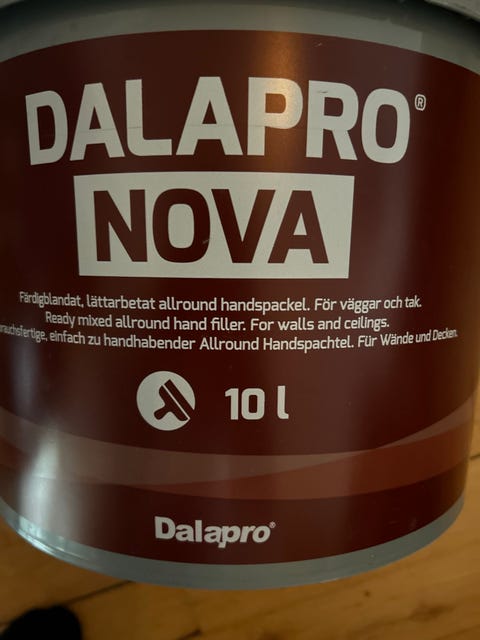 DALAPRO®
NOVA
Färdigblandat, lättarbetat allround handspackel. För väggar och tak.
Ready mixed allround hand filler. For walls and ceilings.
einfach zu handhabender Allround Handspachtel. Für Wände und Decken.
10 l
Dalapro®